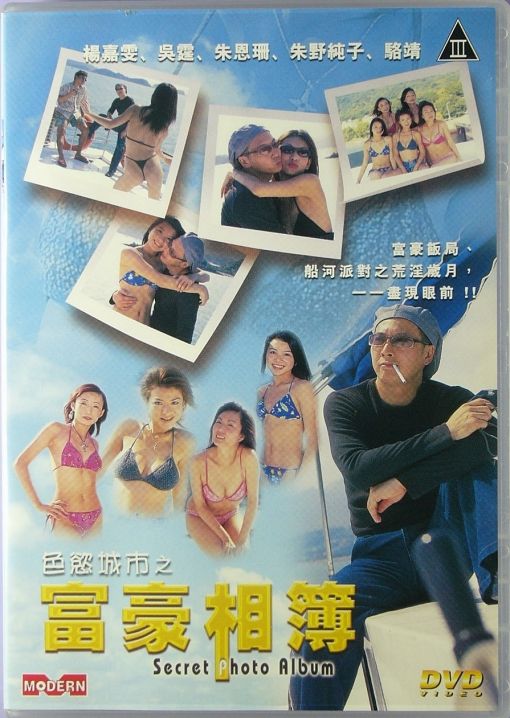 III
楊嘉雯、吳霆、朱恩珊、朱野純子、駱靖
富豪飯局、
船河派對之荒淫歲月，
一一盡現眼前 !!
色慾城市之
富豪相簿
Secret Photo Album
MODERN
DVD
VIDEO